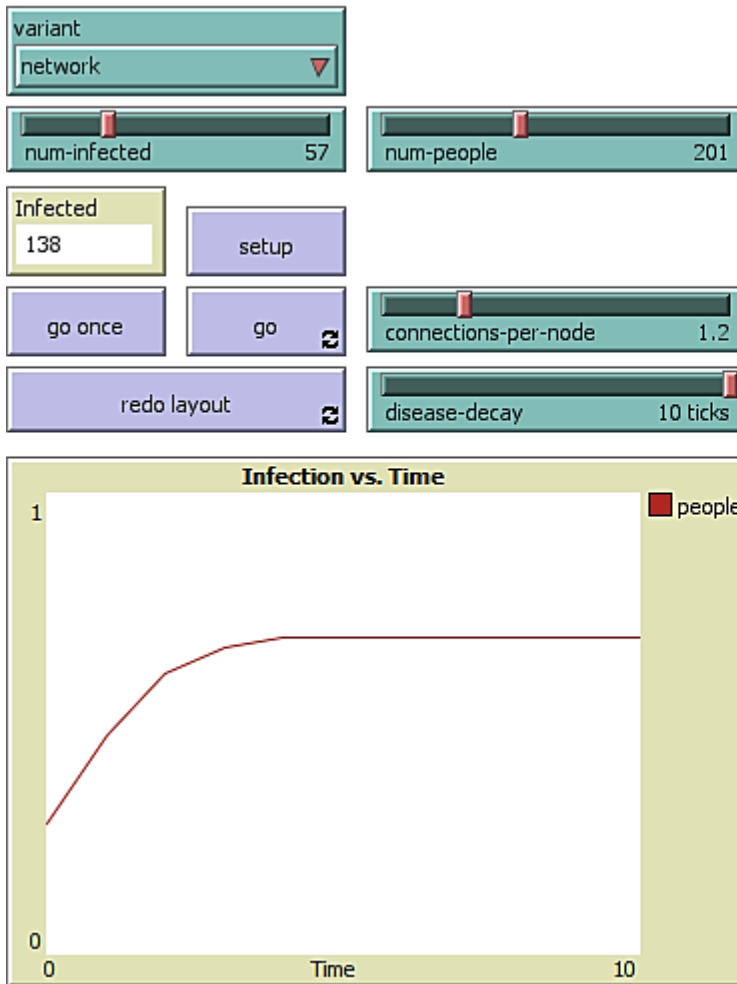 variant
network
num-infected 57
num-people 201
Infected
138
setup
go once
go
connections-per-node 1.2
redo layout
disease-decay 10 ticks
Infection vs. Time
1
people
0
0 Time 10